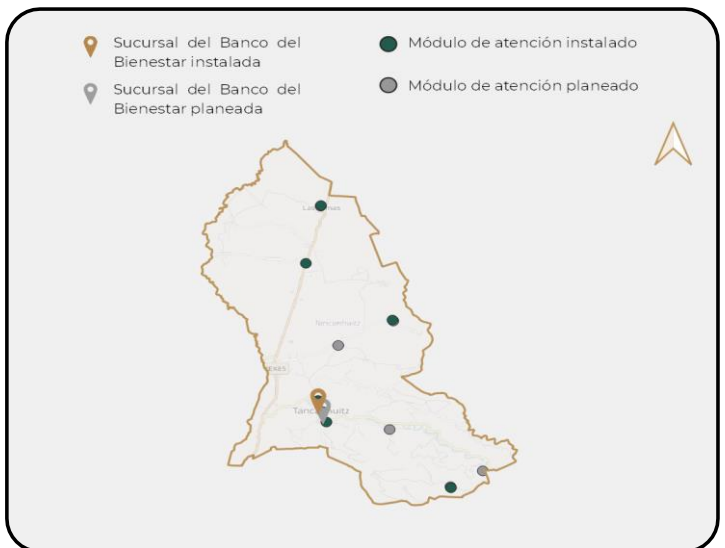 Sucursal del Banco del
Bienestar instalada
Sucursal del Banco del
Bienestar planeada
Módulo de atención instalado
Módulo de atención planeado
Tancanhuitz